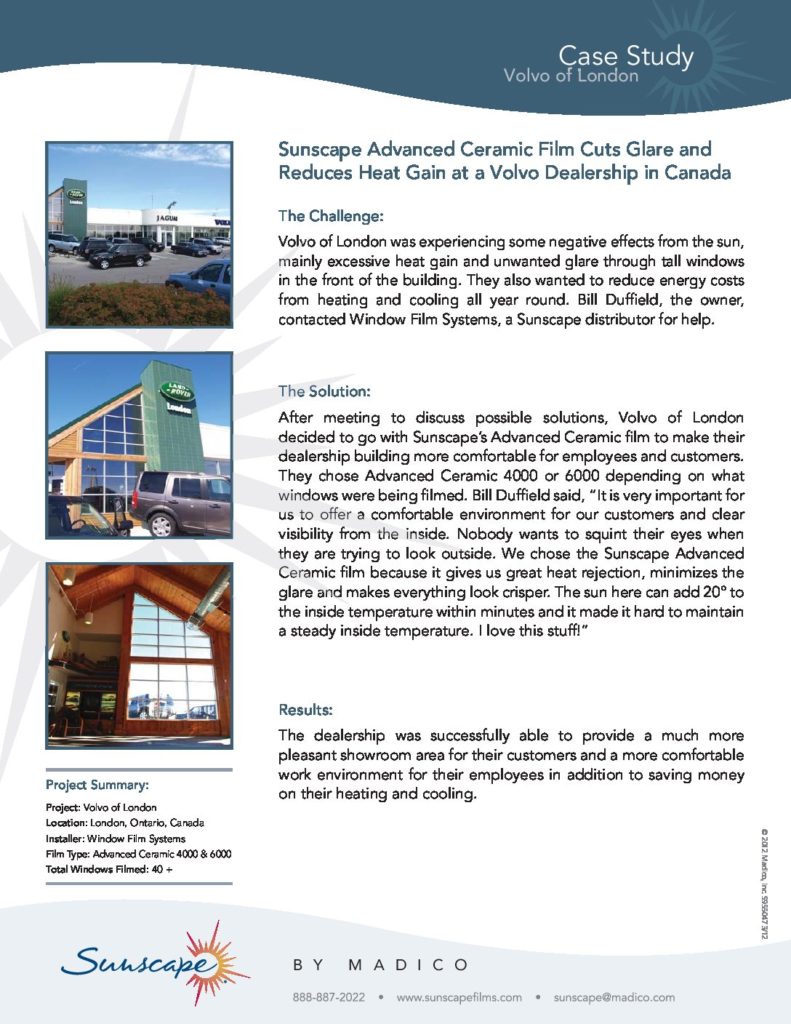 Case Study
Volvo of London
Sunscape Advanced Ceramic Film Cuts Glare and
Reduces Heat Gain at a Volvo Dealership in Canada
The Challenge:
Volvo of London was experiencing some negative effects from the sun,
mainly excessive heat gain and unwanted glare through tall windows
in the front of the building. They also wanted to reduce energy costs
from heating and cooling all year round. Bill Duffield, the owner,
contacted Window Film Systems, a Sunscape distributor for help.
The Solution:
After meeting to discuss possible solutions, Volvo of London
decided to go with Sunscape's Advanced Ceramic film to make their
dealership building more comfortable for employees and customers.
They chose Advanced Ceramic 4000 or 6000 depending on what
windows were being filmed. Bill Duffield said, "It is very important for
us to offer a comfortable environment for our customers and clear
visibility from the inside. Nobody wants to squint their eyes when
they are trying to look outside. We chose the Sunscape Advanced
Ceramic film because it gives us great heat rejection, minimizes the
glare and makes everything look crisper. The sun here can add 20° to
the inside temperature within minutes and it made it hard to maintain
a steady inside temperature. I love this stuff!"
Results:
The dealership was successfully able to provide a much more
pleasant showroom area for their customers and a more comfortable
work environment for their employees in addition to saving money
on their heating and cooling.
LAND
ROVER
London
JAGUAR
LAND
ROVER
London
Project Summary:
Project: Volvo of London
Location: London, Ontario, Canada
Installer: Window Film Systems
Film Type: Advanced Ceramic 4000 & 6000
Total Windows Filmed: 40 +
© 2012 Madico, Inc. 5955047 3/12
Sunscape®
BY MADICO
888-887-2022 • www.sunscapefilms.com • sunscape@madico.com